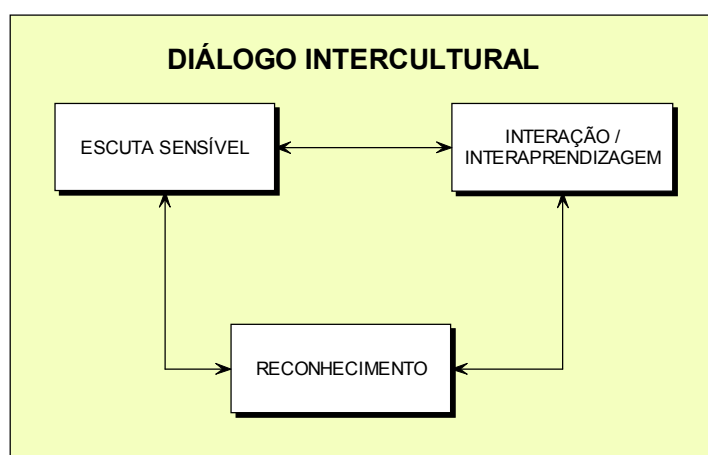 DIÁLOGO INTERCULTURAL
ESCUTA SENSÍVEL
INTERAÇÃO /
INTERAPRENDIZAGEM
RECONHECIMENTO